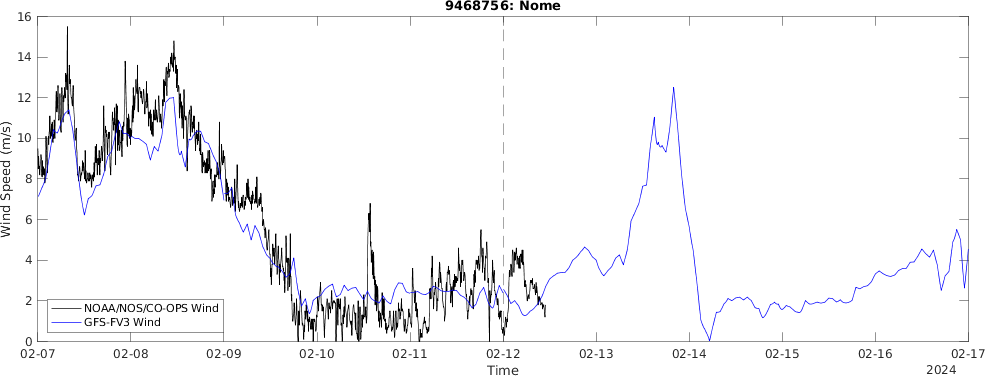 9468756: Nome
16
14
12
10
8
6
4
2
0
Wind Speed (m/s)
NOAA/NOS/CO-OPS Wind
GFS-FV3 Wind
02-07 02-08 02-09 02-10 02-11 02-12 02-13 02-14 02-15 02-16 02-17
Time
2024